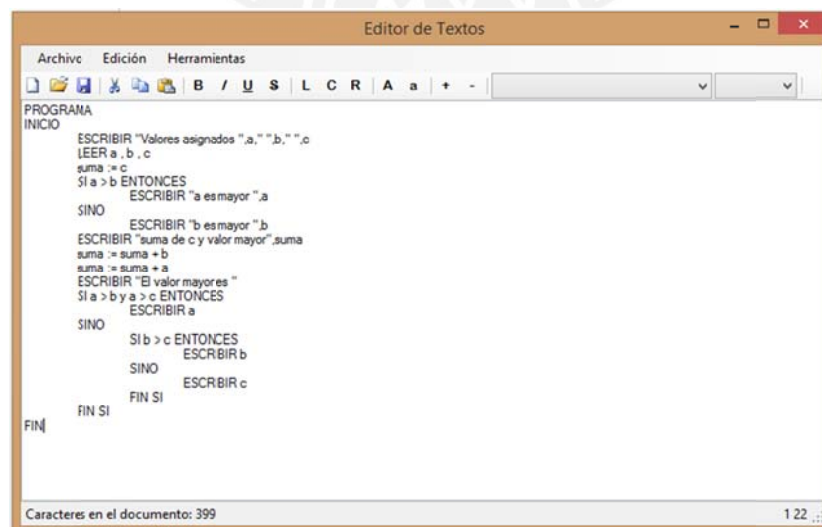 Editor de Textos
Archivo Edición Herramientas
B I U S L C R A a + -
PROGRAMA
INICIO
ESCRIBIR "Valores asignados ",a," ",b," ",c
LEER a , b , c
suma := c
SI a > b ENTONCES
ESCRIBIR "a es mayor ",a
SINO
ESCRIBIR "b es mayor ",b
ESCRIBIR "suma de c y valor mayor",suma
suma := suma + b
suma := suma + a
ESCRIBIR "El valor mayor es "
SI a > b y a > c ENTONCES
ESCRIBIR a
SINO
SI b > c ENTONCES
ESCRIBIR b
SINO
ESCRIBIR c
FIN SI
FIN SI
FIN
Caracteres en el documento: 399 1 22